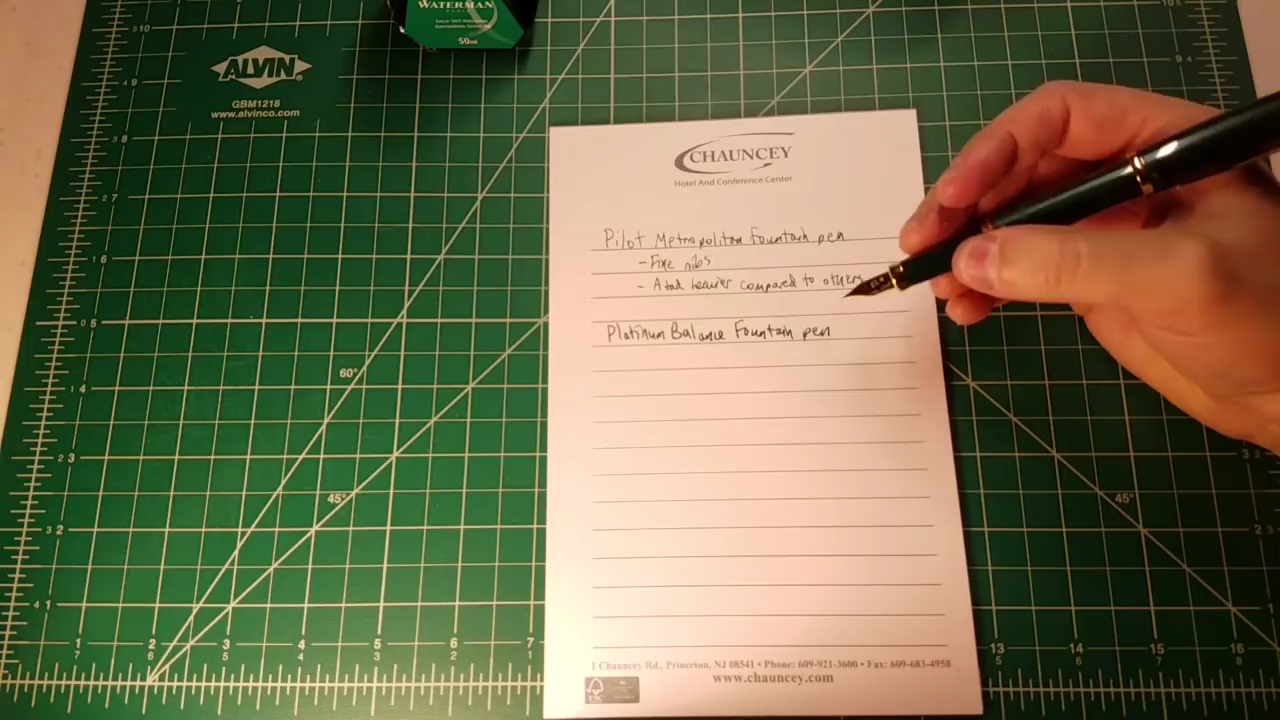 WATERMAN
PARIS
50ml
ALVIN
GBM1218
www.alvinco.com
CHAUNCEY
Hotel And Conference Center
Pilot Metropolitan Fountain pen
- Fine nibs
- A tad heavier compared to others
Platinum Balance Fountain pen
60°
45°
45°
1 Chauncey Rd., Princeton, NJ 08541 • Phone: 609-921-3600 • Fax: 609-683-4958
www.chauncey.com
FSC